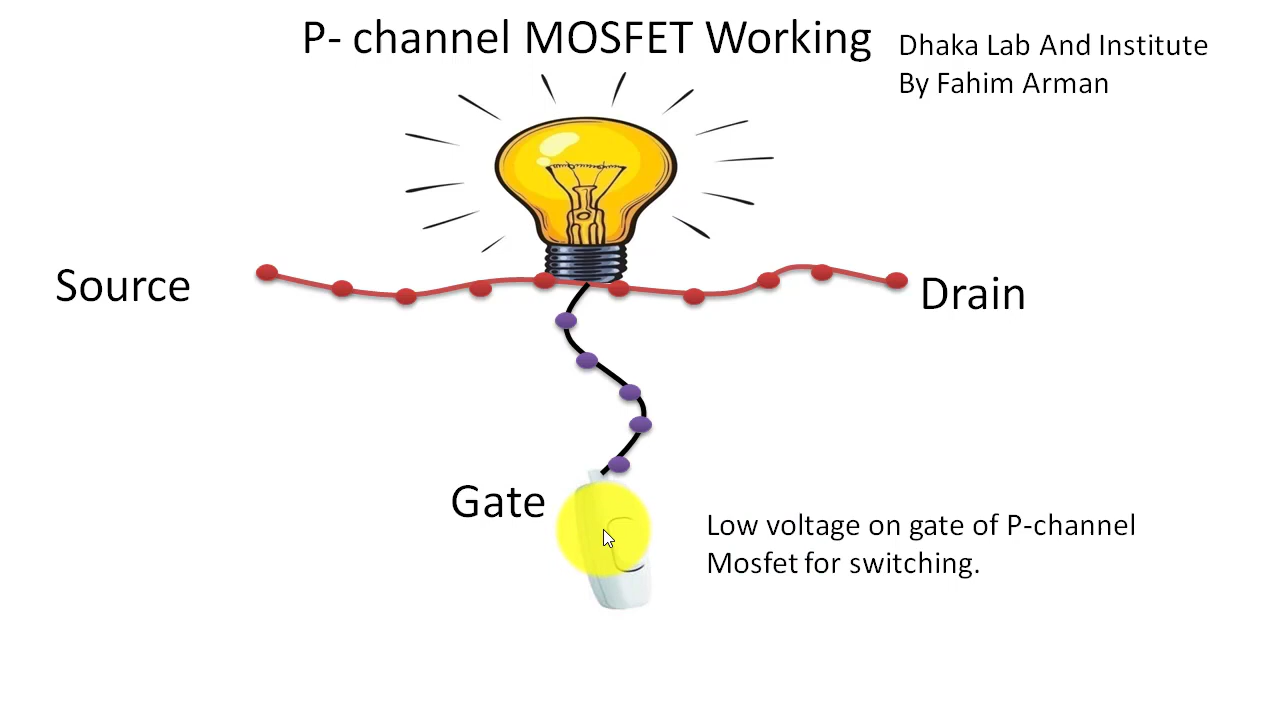 P- channel MOSFET Working
Dhaka Lab And Institute
By Fahim Arman
Source
Drain
Gate
Low voltage on gate of P-channel
Mosfet for switching.